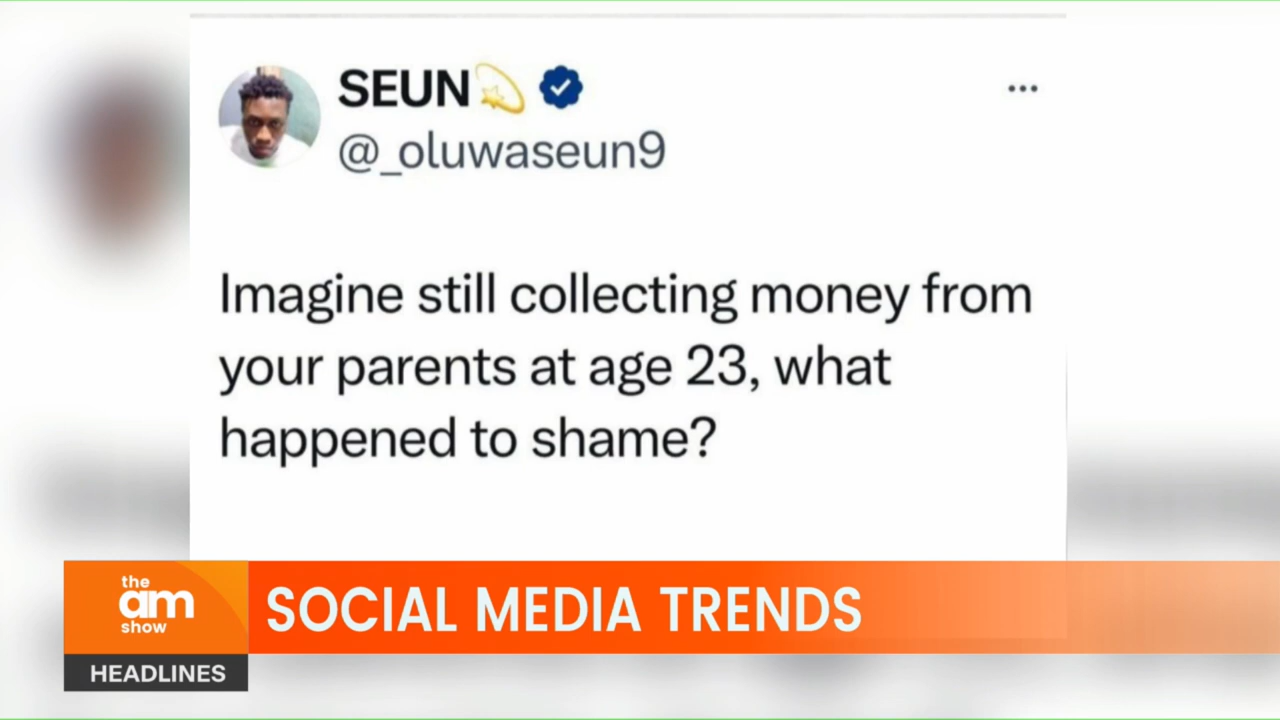 SEUN💫
@_oluwaseun9
Imagine still collecting money from
your parents at age 23, what
happened to shame?
the
am
show
SOCIAL MEDIA TRENDS
HEADLINES